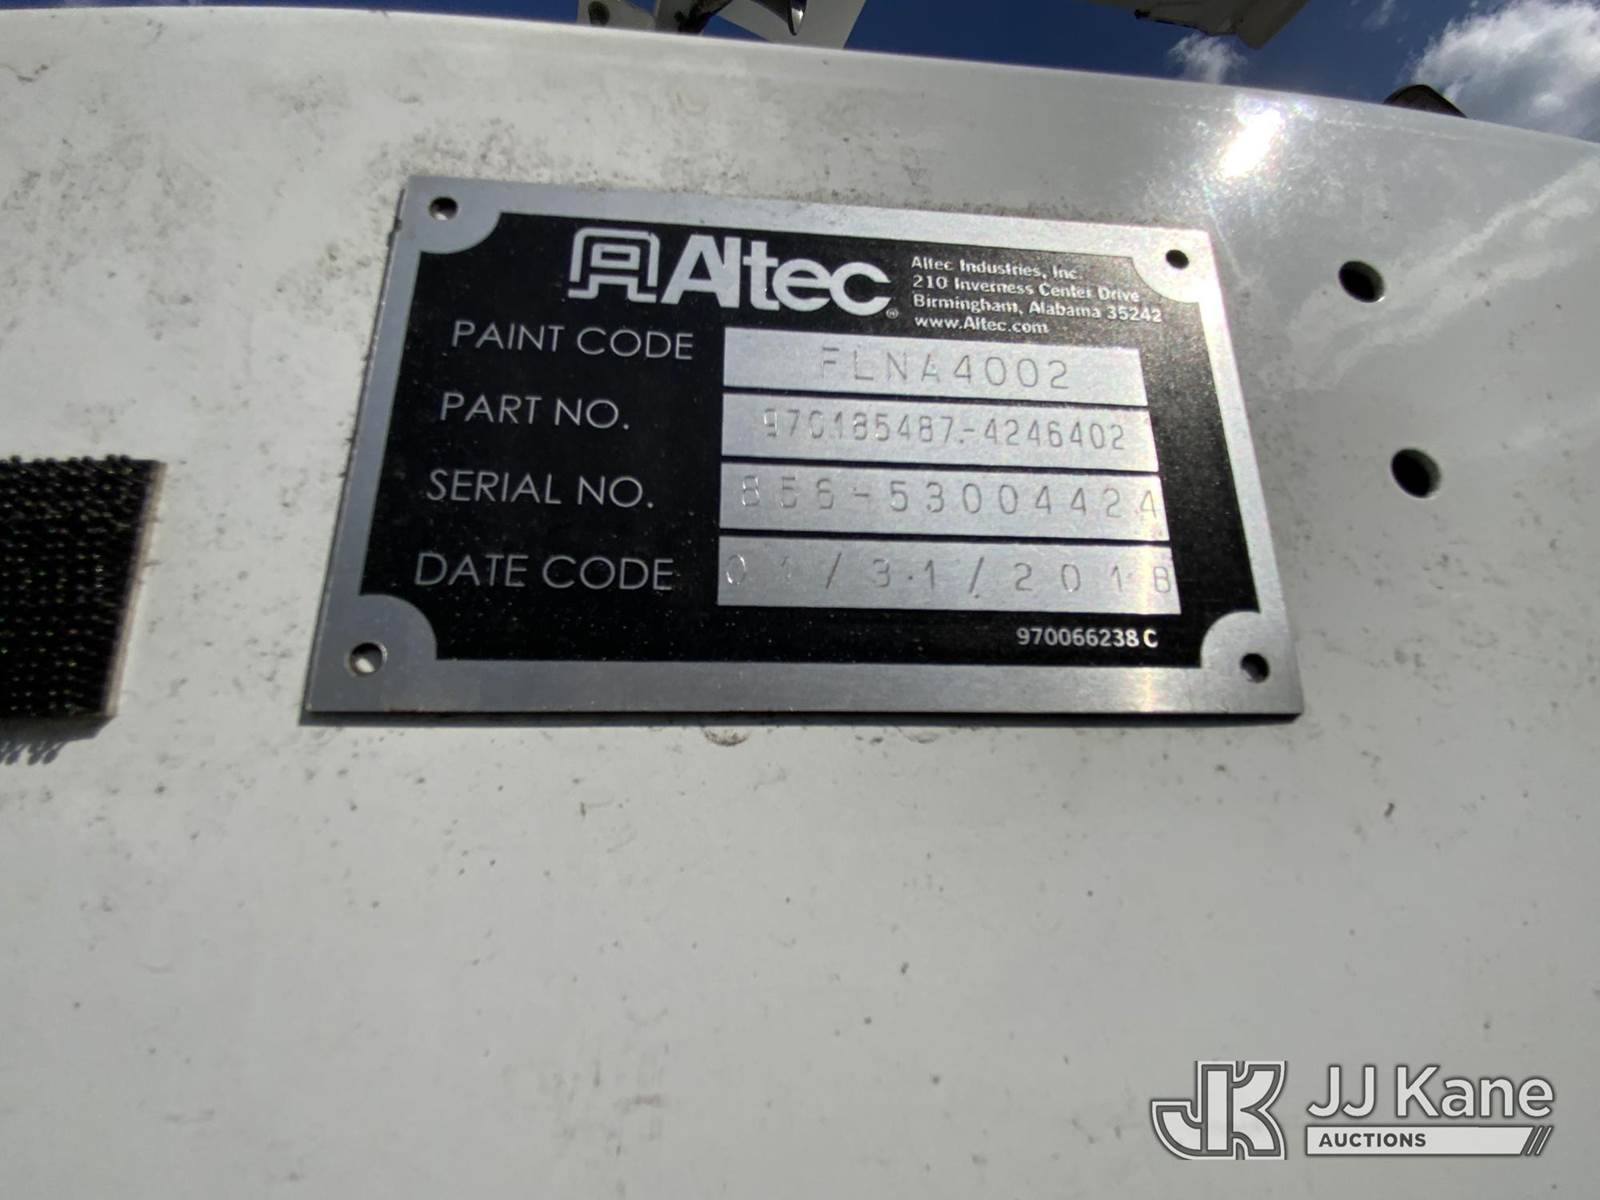 Altec®
Altec Industries, Inc.
210 Inverness Center Drive
Birmingham, Alabama 35242
www.Altec.com
PAINT CODE FLNA4002
PART NO. 970185487-4246402
SERIAL NO. 856-53004424
DATE CODE 01/31/2018
970066238 C
JK JJ Kane
AUCTIONS